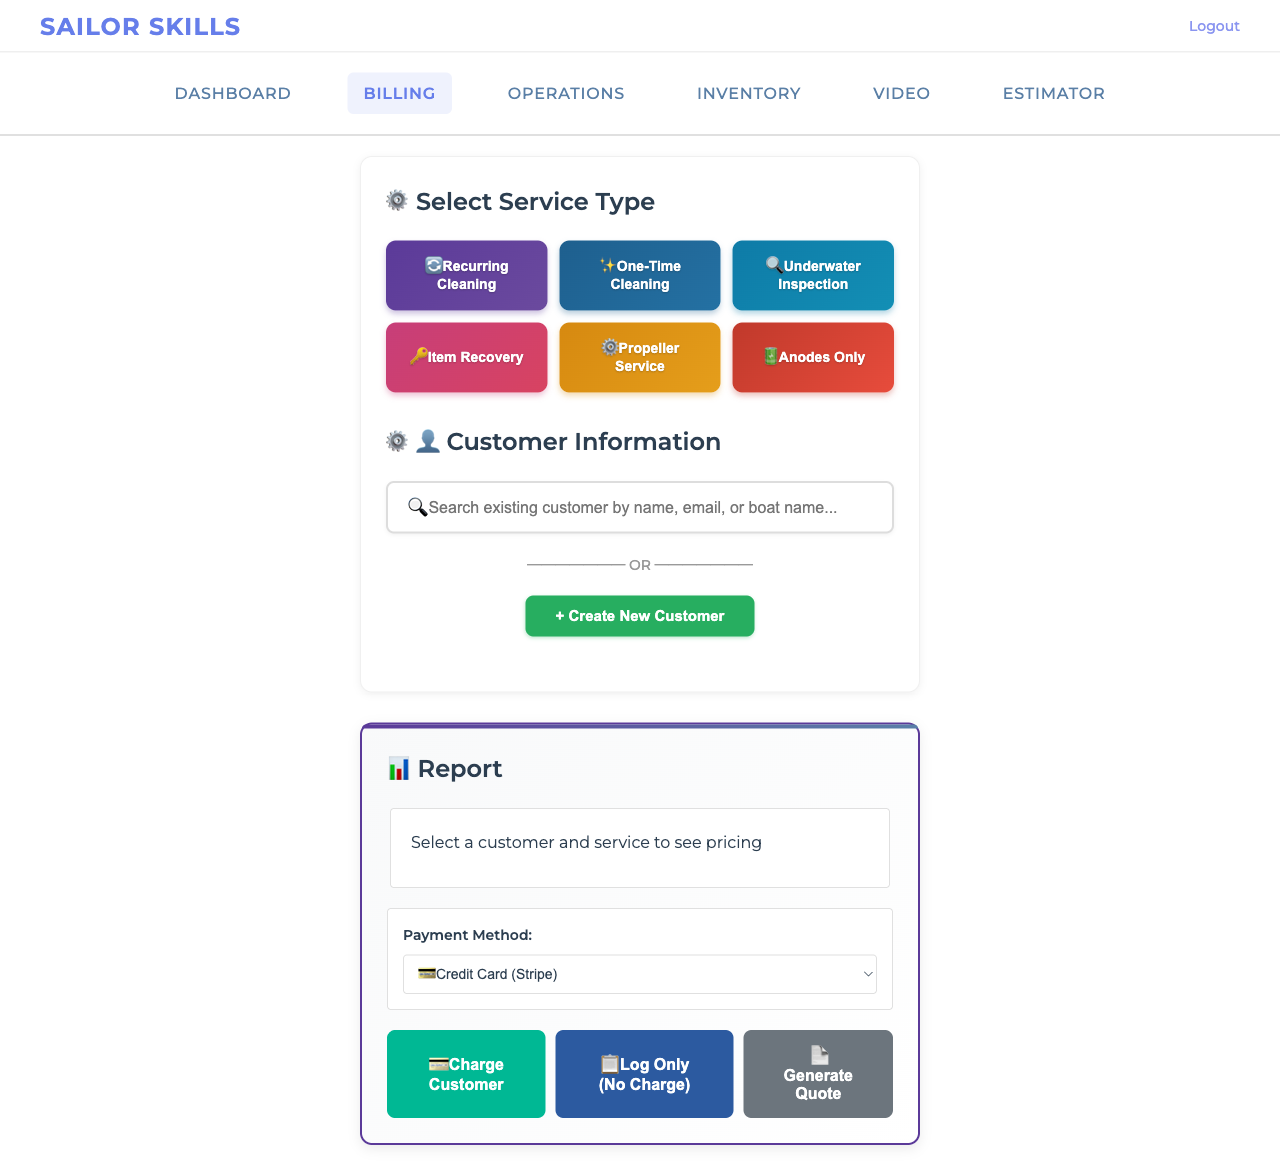 SAILOR SKILLS
Logout
DASHBOARD
BILLING
OPERATIONS
INVENTORY
VIDEO
ESTIMATOR
Select Service Type
Recurring
Cleaning
One-Time
Cleaning
Underwater
Inspection
Item Recovery
Propeller
Service
Anodes Only
Customer Information
Search existing customer by name, email, or boat name...
OR
+ Create New Customer
Report
Select a customer and service to see pricing
Payment Method:
Credit Card (Stripe)
Charge
Customer
Log Only
(No Charge)
Generate
Quote